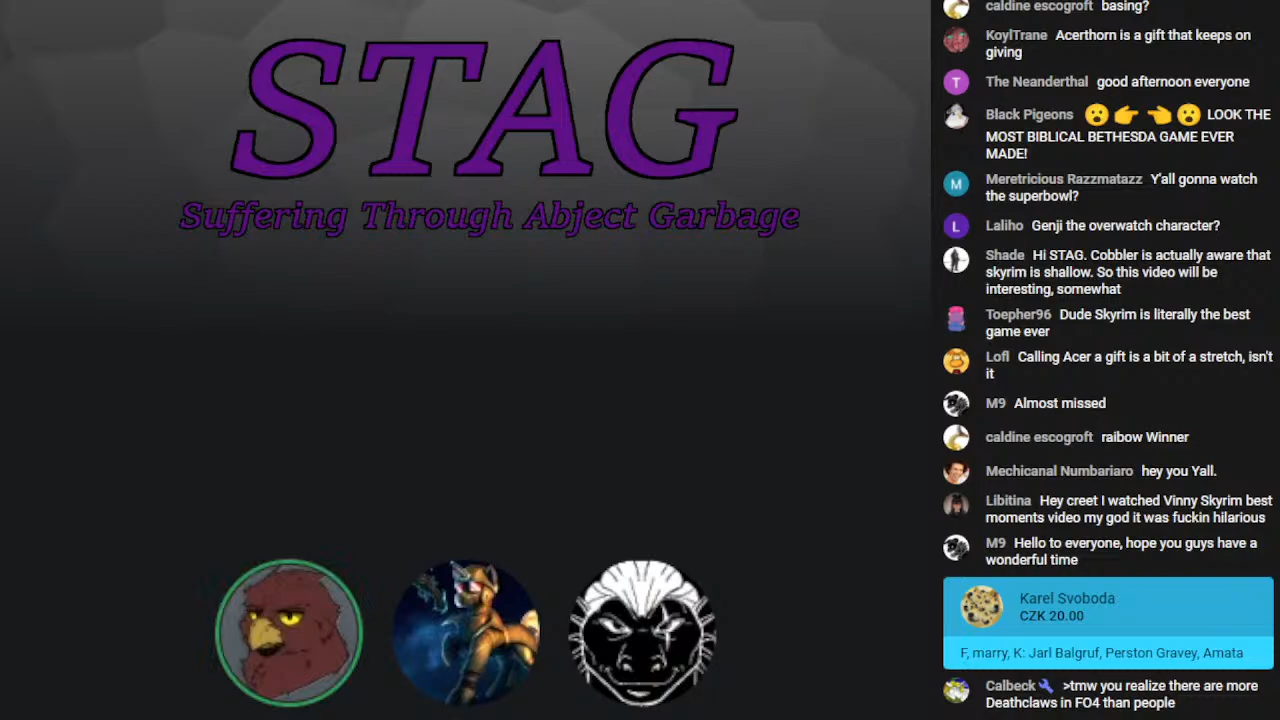 STAG
Suffering Through Abject Garbage
caldine escogroft basing?
KoylTrane Acerthorn is a gift that keeps on
giving
T
The Neanderthal good afternoon everyone
Black Pigeons 😮 👉 👈 😮 LOOK THE
MOST BIBLICAL BETHESDA GAME EVER
MADE!
M
Meretricious Razzmatazz Y'all gonna watch
the superbowl?
L
Laliho Genji the overwatch character?
Shade Hi STAG. Cobbler is actually aware that
skyrim is shallow. So this video will be
interesting, somewhat
Toepher96 Dude Skyrim is literally the best
game ever
Lofl Calling Acer a gift is a bit of a stretch, isn't
it
M9 Almost missed
caldine escogroft raibow Winner
Mechicanal Numbariaro hey you Yall.
Libitina Hey creet I watched Vinny Skyrim best
moments video my god it was fuckin hilarious
M9 Hello to everyone, hope you guys have a
wonderful time
Karel Svoboda
CZK 20.00
F, marry, K: Jarl Balgruf, Perston Gravey, Amata
Calbeck🔧 >tmw you realize there are more
Deathclaws in FO4 than people